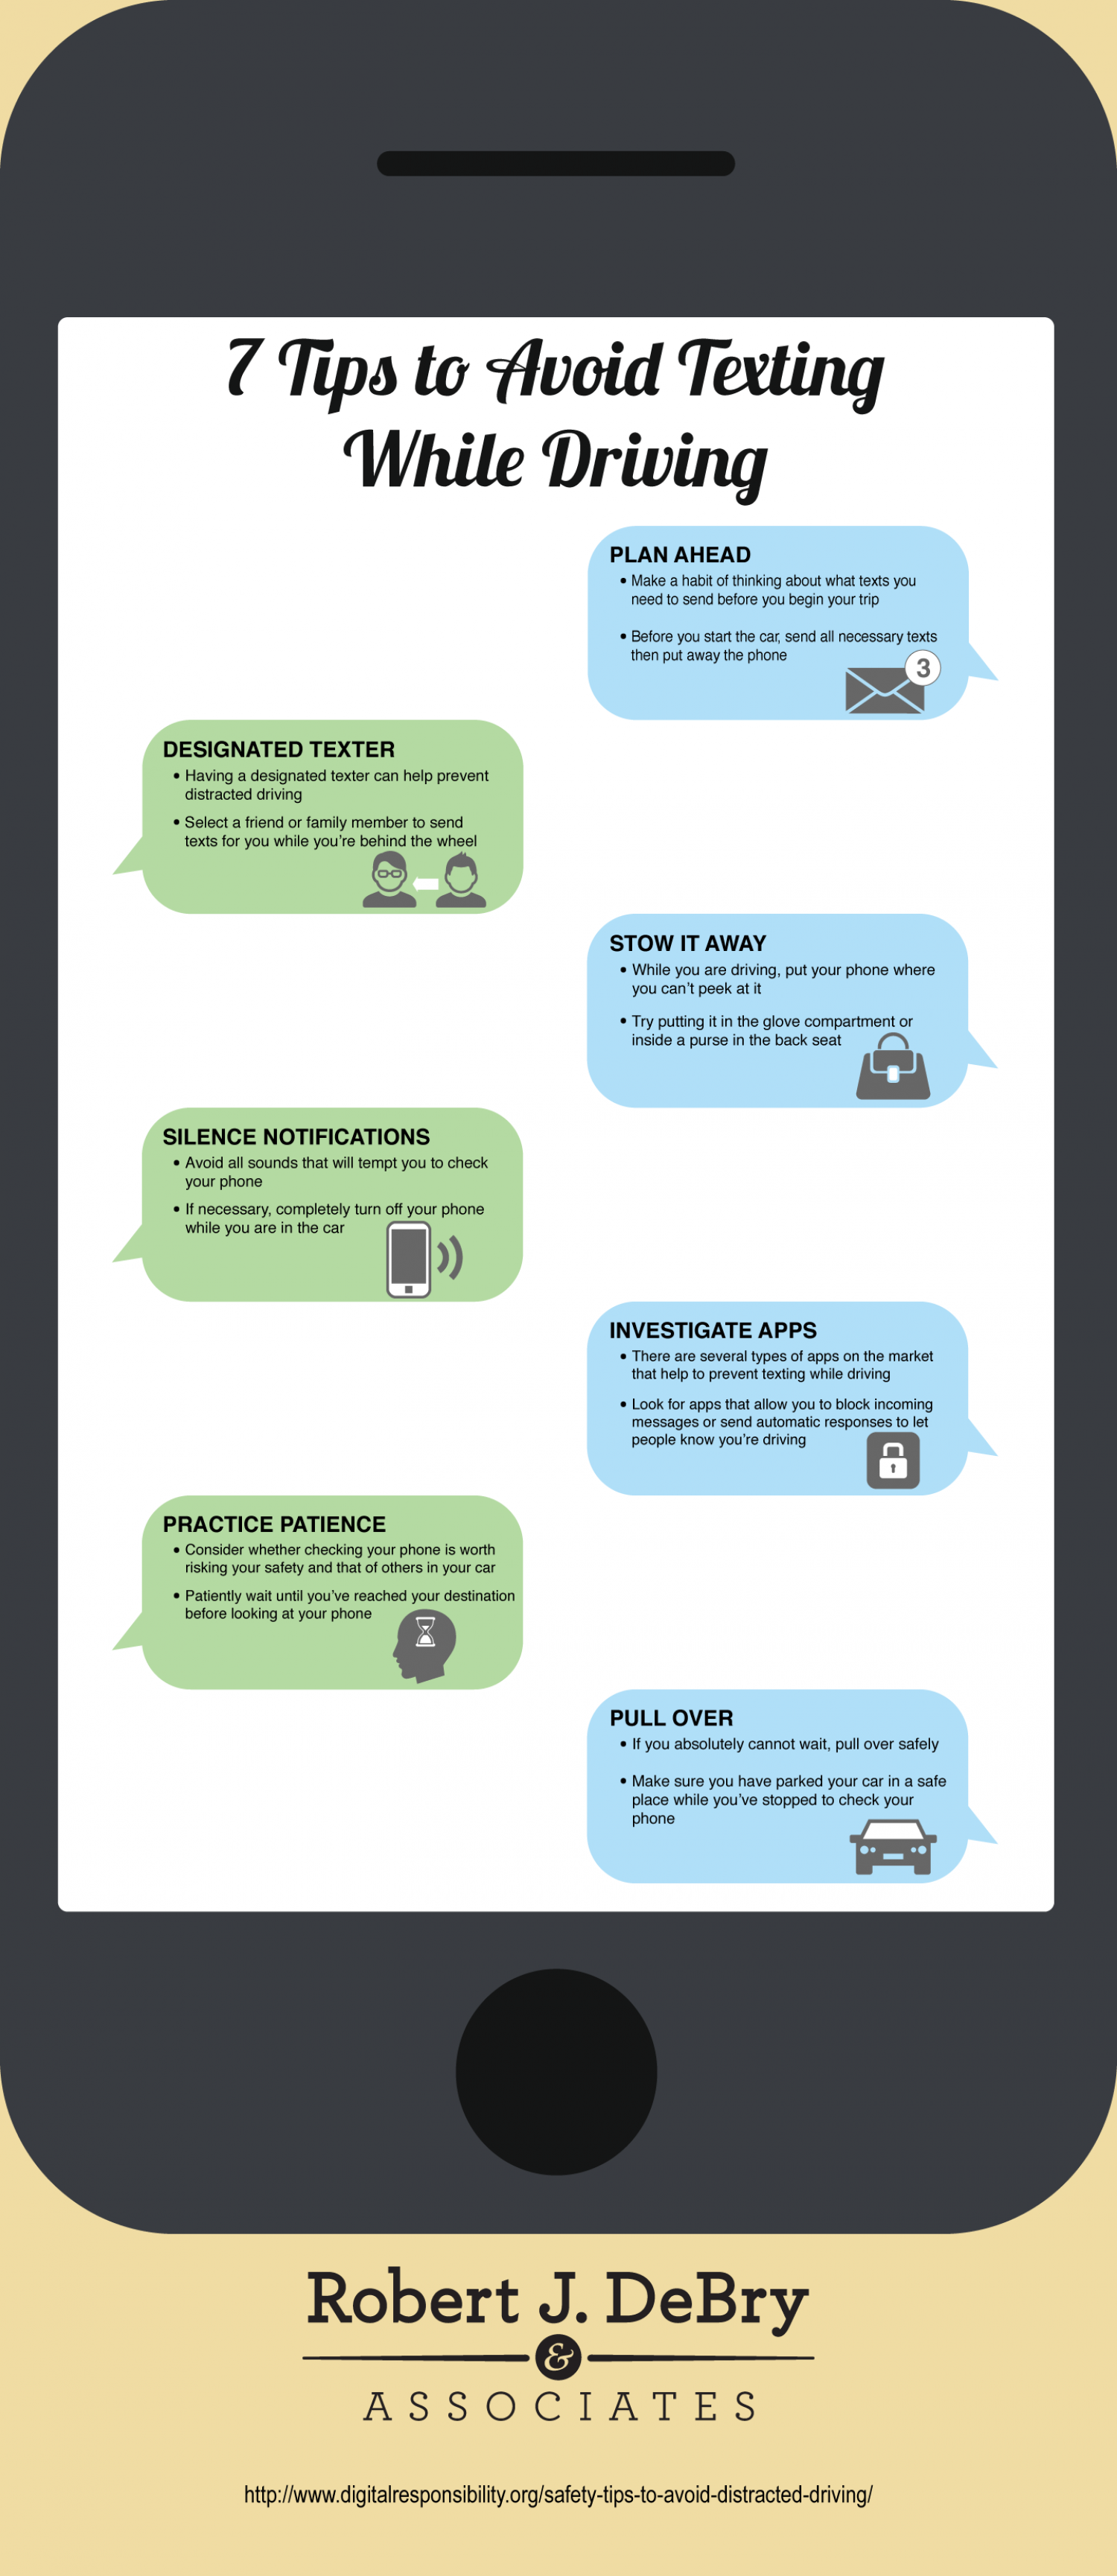 7 Tips to Avoid Texting
While Driving
PLAN AHEAD
• Make a habit of thinking about what texts you
need to send before you begin your trip
• Before you start the car, send all necessary texts
then put away the phone
3
DESIGNATED TEXTER
• Having a designated texter can help prevent
distracted driving
• Select a friend or family member to send
texts for you while you're behind the wheel
STOW IT AWAY
• While you are driving, put your phone where
you can't peek at it
• Try putting it in the glove compartment or
inside a purse in the back seat
SILENCE NOTIFICATIONS
• Avoid all sounds that will tempt you to check
your phone
• If necessary, completely turn off your phone
while you are in the car
INVESTIGATE APPS
• There are several types of apps on the market
that help to prevent texting while driving
• Look for apps that allow you to block incoming
messages or send automatic responses to let
people know you're driving
PRACTICE PATIENCE
• Consider whether checking your phone is worth
risking your safety and that of others in your car
• Patiently wait until you've reached your destination
before looking at your phone
PULL OVER
• If you absolutely cannot wait, pull over safely
• Make sure you have parked your car in a safe
place while you've stopped to check your
phone
Robert J. DeBry
&
ASSOCIATES
http://www.digitalresponsibility.org/safety-tips-to-avoid-distracted-driving/